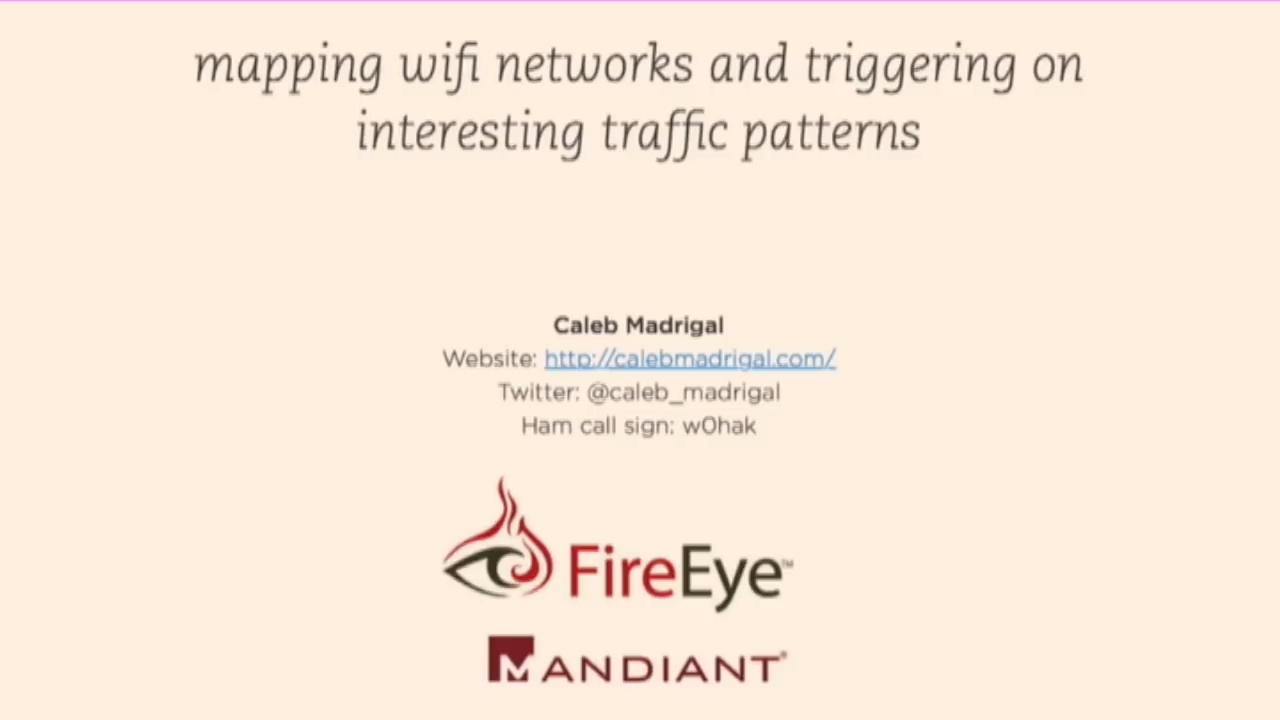 mapping wifi networks and triggering on
interesting traffic patterns
Caleb Madrigal
Website: http://calebmadrigal.com/
Twitter: @caleb_madrigal
Ham call sign: w0hak
FireEye™
MANDIANT®